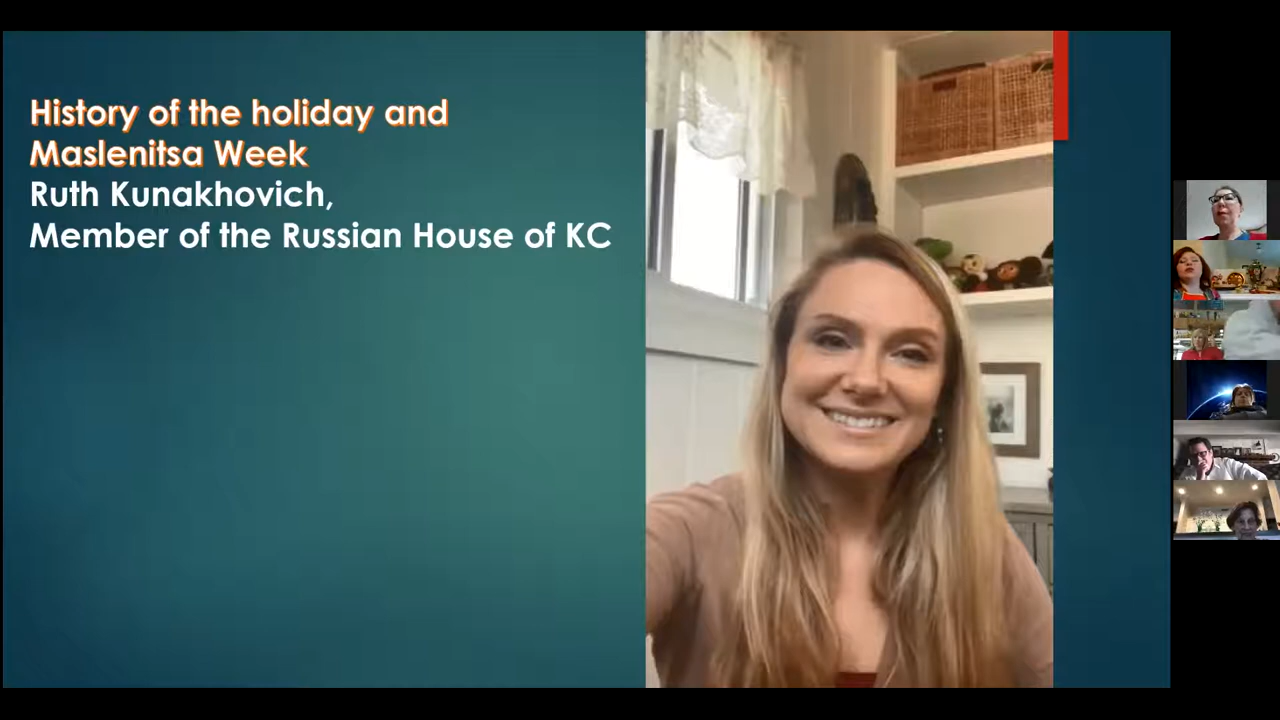 History of the holiday and
Maslenitsa Week
Ruth Kunakhovich,
Member of the Russian House of KC